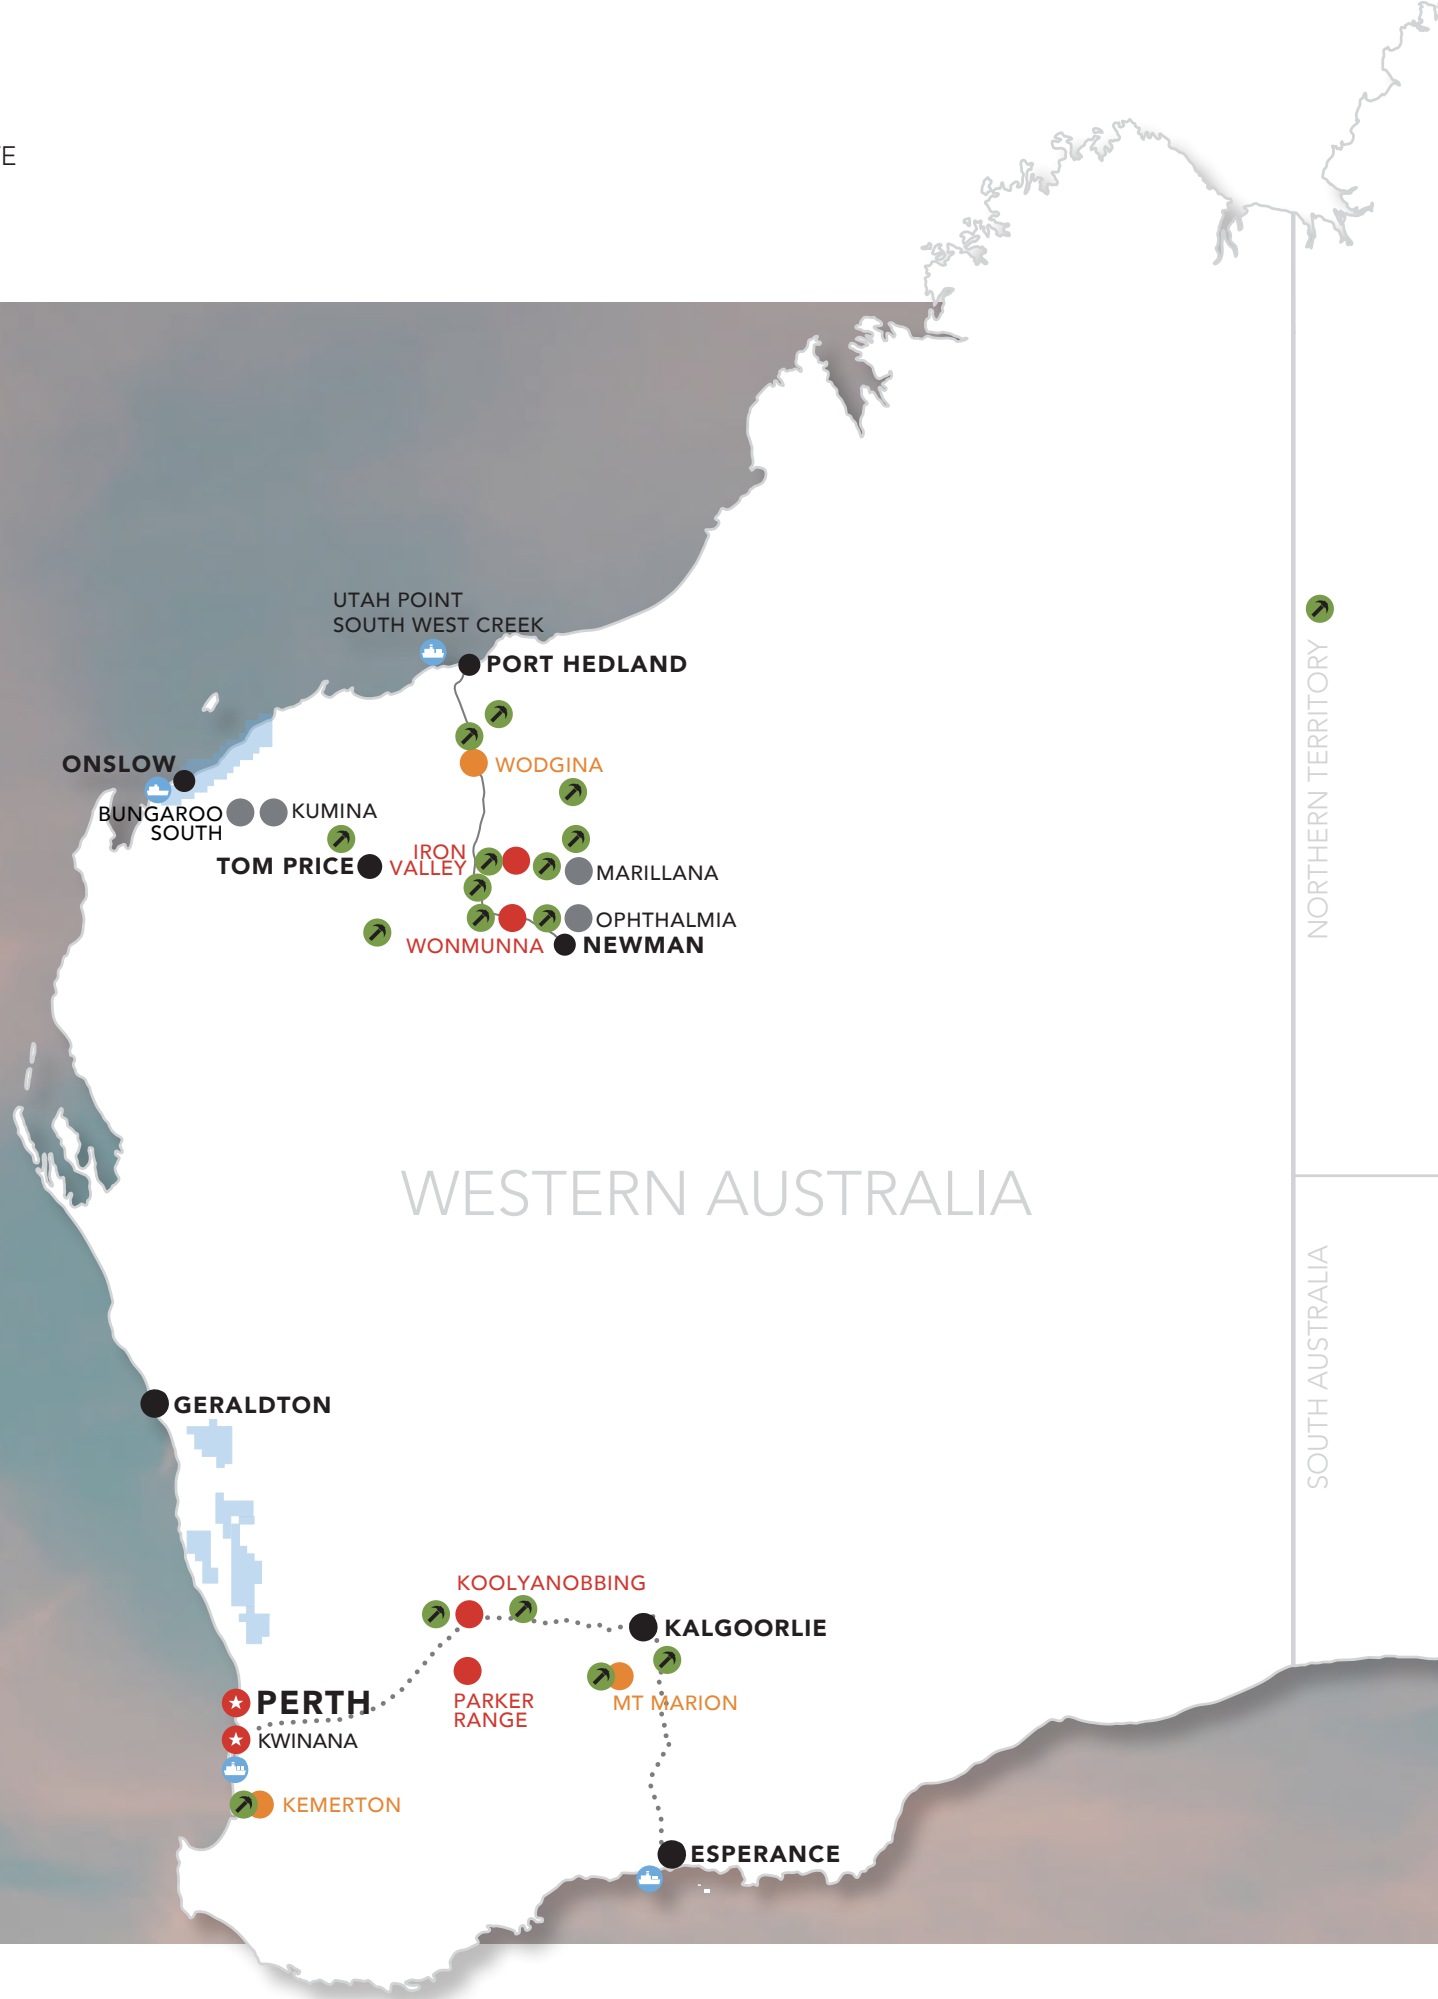 UTAH POINT
SOUTH WEST CREEK
PORT HEDLAND
NORTHERN TERRITORY
ONSLOW
WODGINA
BUNGAROO
SOUTH
KUMINA
TOM PRICE
IRON
VALLEY
MARILLANA
OPHTHALMIA
WONMUNNA
NEWMAN
WESTERN AUSTRALIA
SOUTH AUSTRALIA
GERALDTON
KOOLYANOBBING
KALGOORLIE
PERTH
PARKER
RANGE
MT MARION
KWINANA
KEMERTON
ESPERANCE